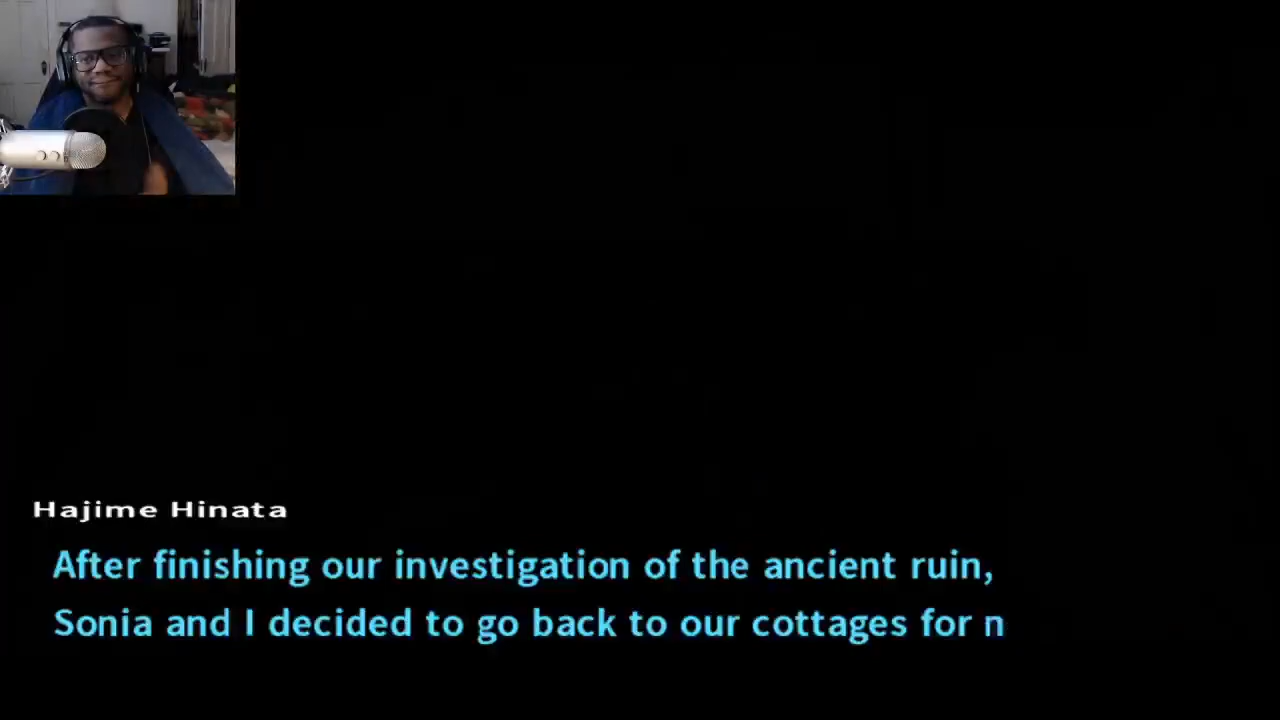 Hajime Hinata
After finishing our investigation of the ancient ruin,
Sonia and I decided to go back to our cottages for n